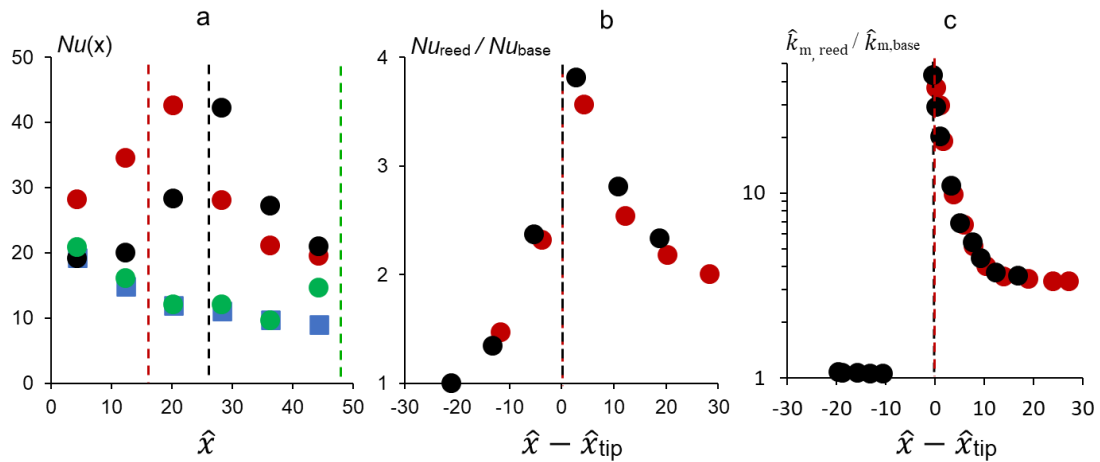 a
Nu(x)
50
40
30
20
10
0
0 10 20 30 40 50
x̂
b
Nu_reed / Nu_base
4
3
2
1
-30 -20 -10 0 10 20 30
x̂ − x̂_tip
c
k̂_m, reed / k̂_m,base
10
1
-30 -20 -10 0 10 20 30
x̂ − x̂_tip